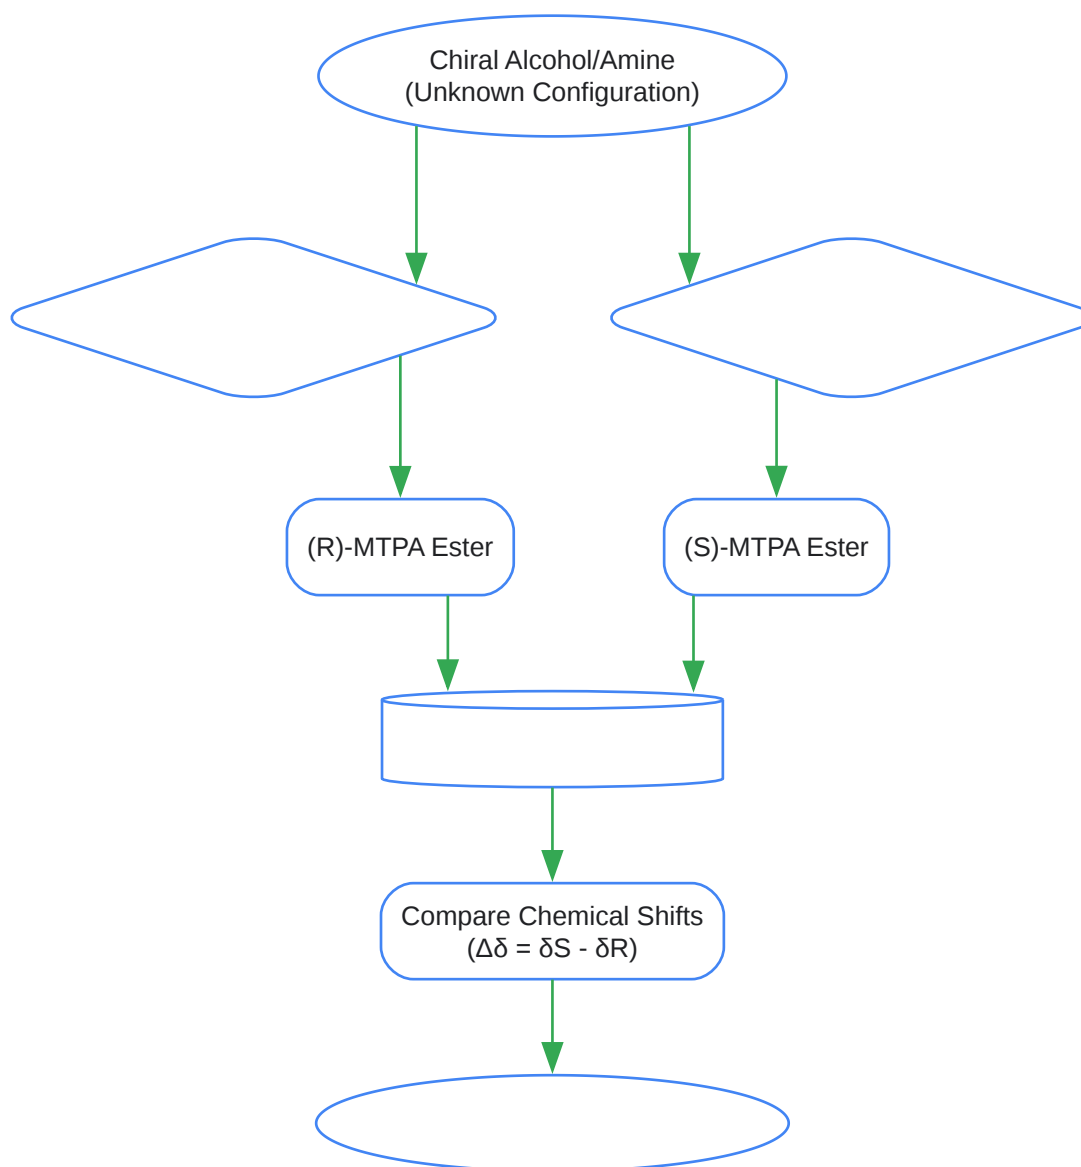 Chiral Alcohol/Amine
(Unknown Configuration)
(R)-MTPA Ester
(S)-MTPA Ester
Compare Chemical Shifts
(Δδ = δS - δR)